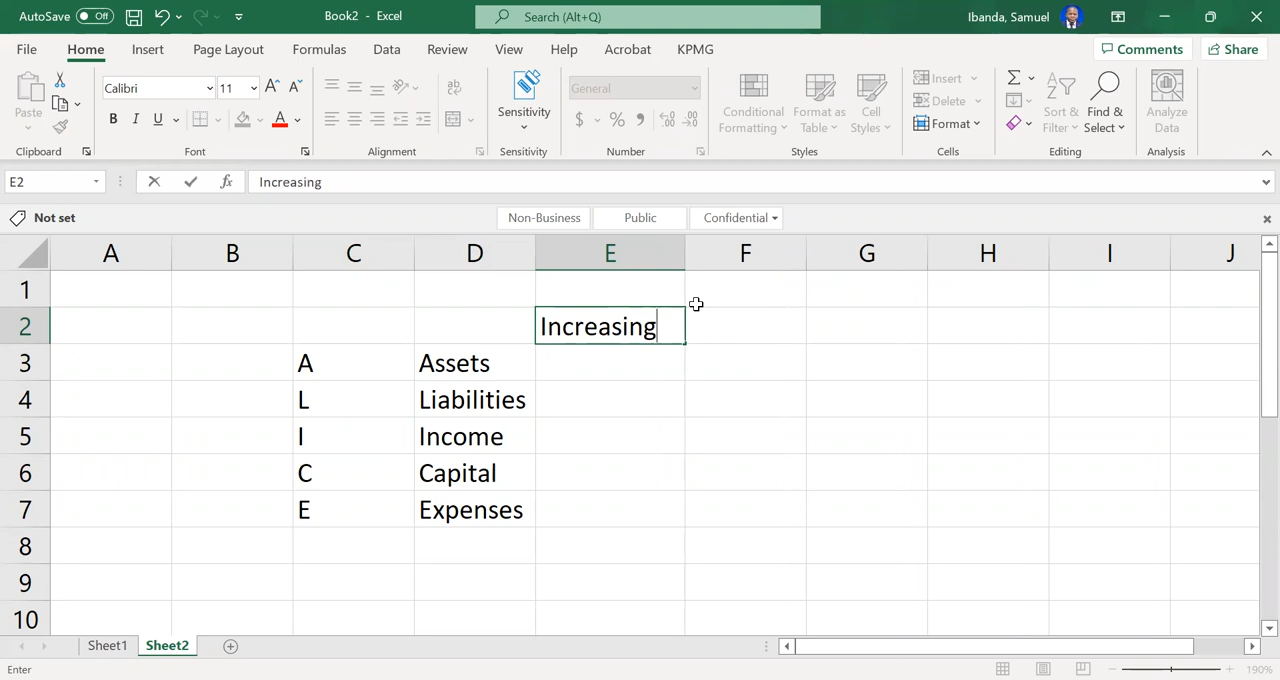 AutoSave Off Book2 - Excel Search (Alt+Q) Ibanda, Samuel
File Home Insert Page Layout Formulas Data Review View Help Acrobat KPMG Comments Share
Paste Calibri 11 Sensitivity General Conditional Formatting Format as Table Cell Styles Insert Delete Format Sort & Filter Find & Select Analyze Data
Clipboard Font Alignment Sensitivity Number Styles Cells Editing Analysis
E2 fx Increasing
Not set Non-Business Public Confidential
A B C D E F G H I J
1
2 Increasing
3 A Assets
4 L Liabilities
5 I Income
6 C Capital
7 E Expenses
8
9
10
Sheet1 Sheet2
Enter 190%